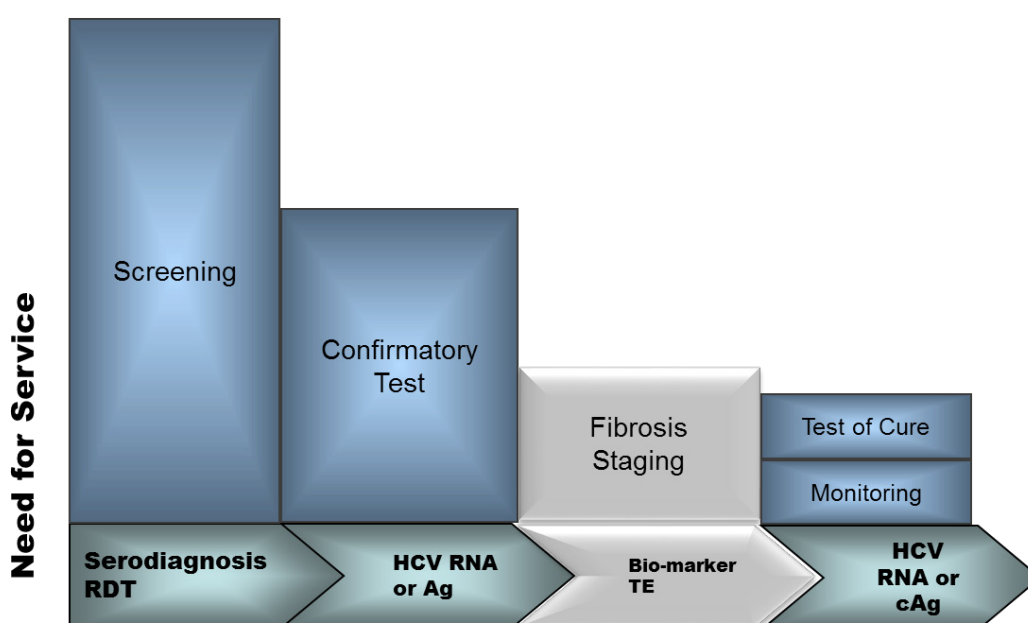 Need for Service
Screening
Confirmatory
Test
Fibrosis
Staging
Test of Cure
Monitoring
Serodiagnosis
RDT
HCV RNA
or Ag
Bio-marker
TE
HCV
RNA or
cAg